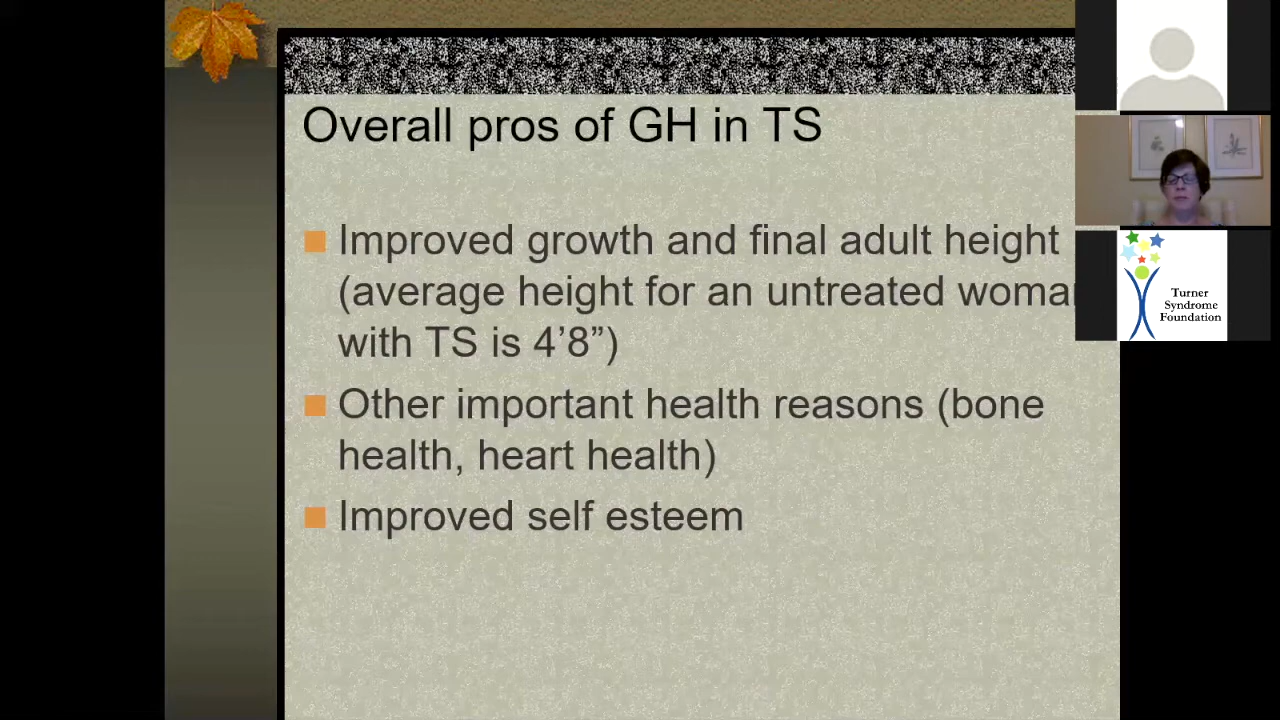 Overall pros of GH in TS
Improved growth and final adult height
(average height for an untreated woman
with TS is 4’8”)
Other important health reasons (bone
health, heart health)
Improved self esteem
Turner
Syndrome
Foundation